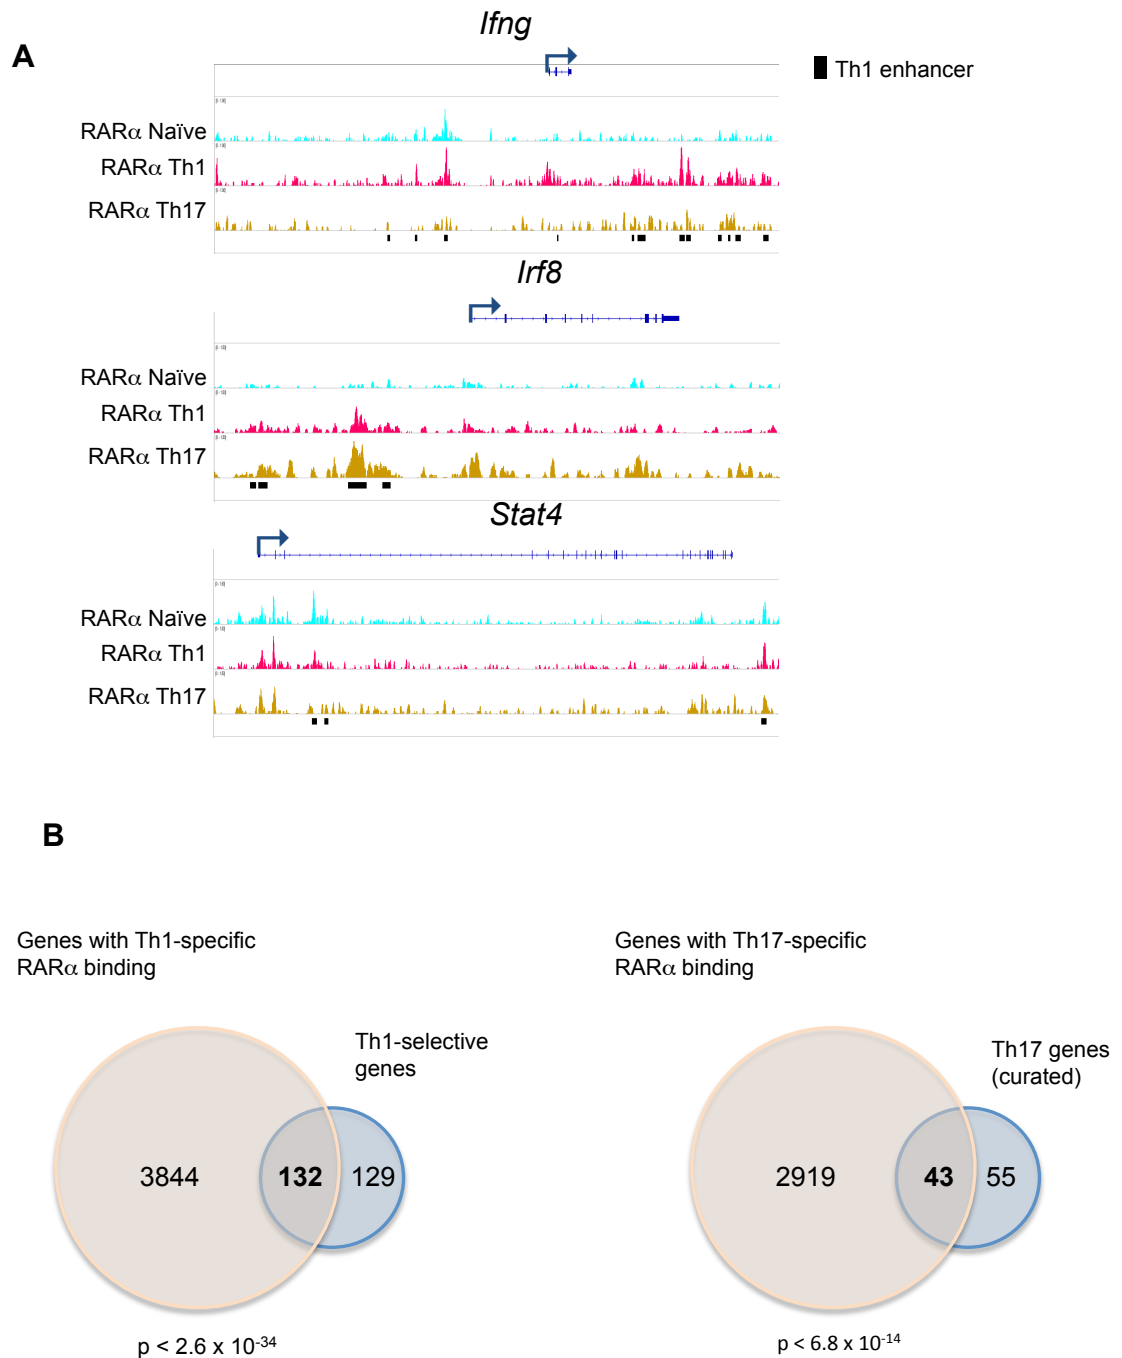 A
Ifng
Th1 enhancer
RARα Naïve
RARα Th1
RARα Th17
Irf8
RARα Naïve
RARα Th1
RARα Th17
Stat4
RARα Naïve
RARα Th1
RARα Th17
B
Genes with Th1-specific
RARα binding
Th1-selective
genes
3844
132
129
p < 2.6 x 10⁻³⁴
Genes with Th17-specific
RARα binding
Th17 genes
(curated)
2919
43
55
p < 6.8 x 10⁻¹⁴